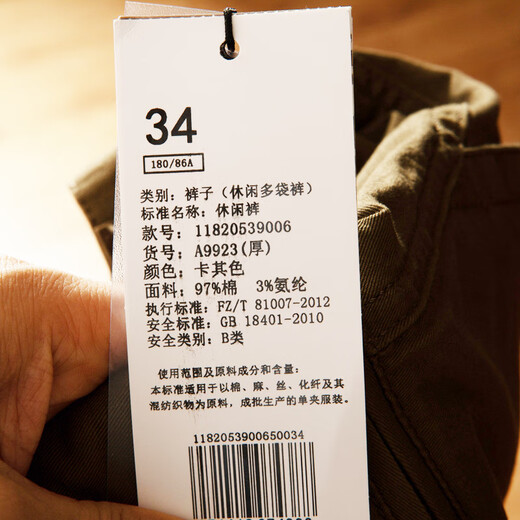 34
180/86A
类别: 裤子 (休闲多袋裤)
标准名称: 休闲裤
款号: 11820539006
货号: A9923(厚)
颜色: 卡其色
面料: 97%棉 3%氨纶
执行标准: FZ/T 81007-2012
安全标准: GB 18401-2010
安全类别: B类
使用范围及原料成分和含量:
本标准适用于以棉、麻、丝、化纤及其
混纺织物为原料, 成批生产的单夹服装。
1182053900650034